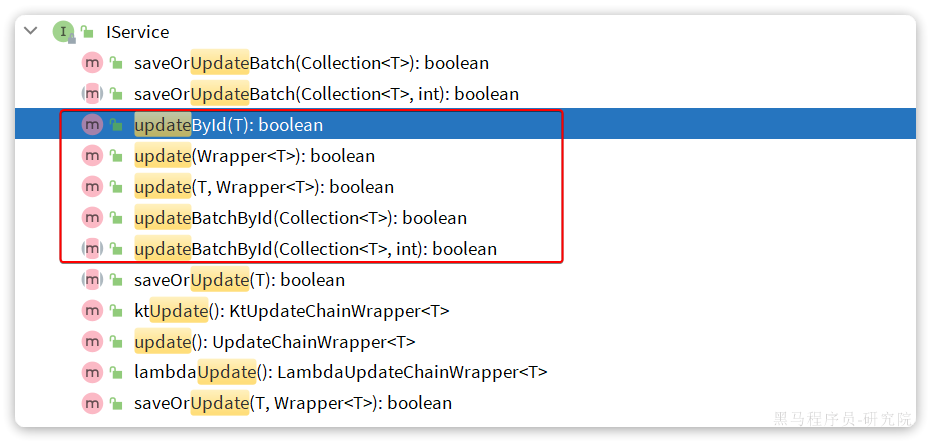 IService
saveOrUpdateBatch(Collection<T>): boolean
saveOrUpdateBatch(Collection<T>, int): boolean
updateById(T): boolean
update(Wrapper<T>): boolean
update(T, Wrapper<T>): boolean
updateBatchById(Collection<T>): boolean
updateBatchById(Collection<T>, int): boolean
saveOrUpdate(T): boolean
ktUpdate(): KtUpdateChainWrapper<T>
update(): UpdateChainWrapper<T>
lambdaUpdate(): LambdaUpdateChainWrapper<T>
saveOrUpdate(T, Wrapper<T>): boolean
黑马程序员-研究院